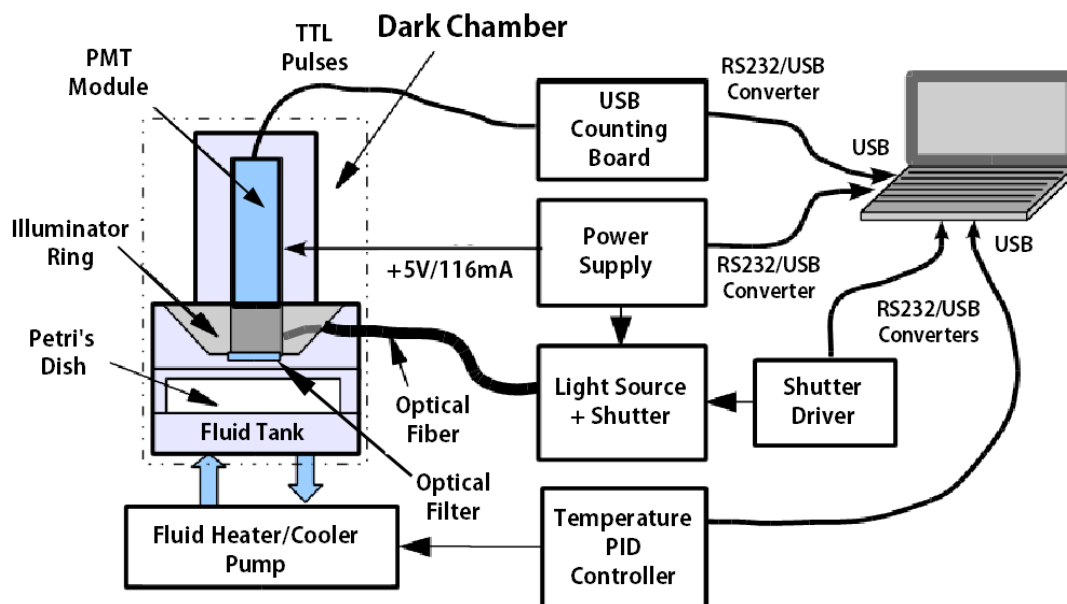 Dark Chamber
TTL
Pulses
PMT
Module
RS232/USB
Converter
USB
Counting
Board
USB
Illuminator
Ring
Power
Supply
+5V/116mA
RS232/USB
Converter
USB
RS232/USB
Converters
Petri's
Dish
Light Source
+ Shutter
Shutter
Driver
Optical
Fiber
Fluid Tank
Optical
Filter
Fluid Heater/Cooler
Pump
Temperature
PID
Controller